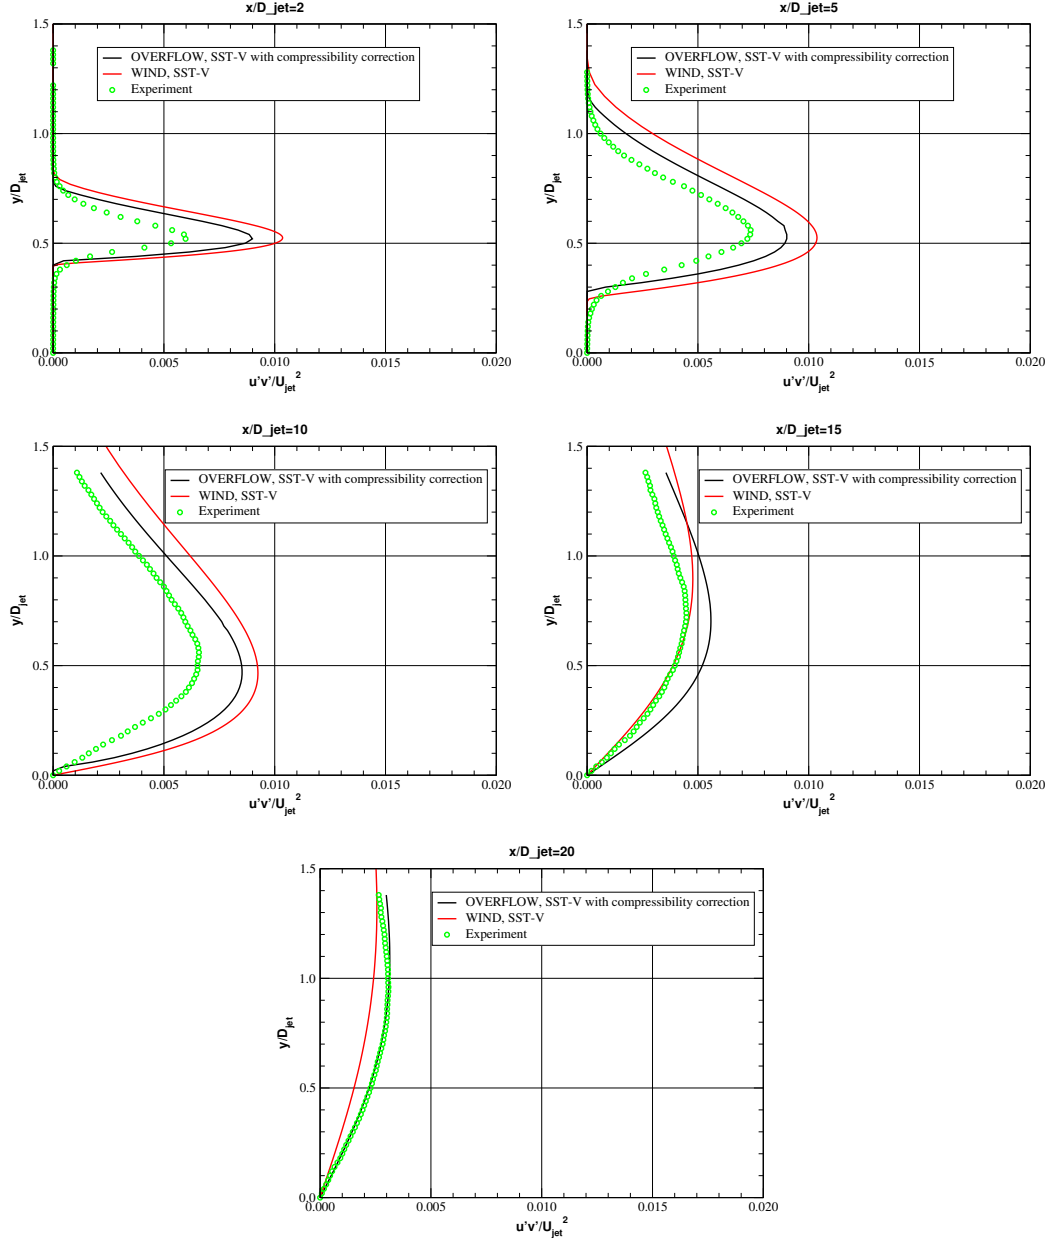 x/D_jet=2
1.5
1.0
0.5
0.0
y/D_jet
OVERFLOW, SST-V with compressibility correction
WIND, SST-V
Experiment
0.000 0.005 0.010 0.015 0.020
u'v'/U_jet^2
x/D_jet=5
1.5
1.0
0.5
0.0
y/D_jet
OVERFLOW, SST-V with compressibility correction
WIND, SST-V
Experiment
0.000 0.005 0.010 0.015 0.020
u'v'/U_jet^2
x/D_jet=10
1.5
1.0
0.5
0.0
y/D_jet
OVERFLOW, SST-V with compressibility correction
WIND, SST-V
Experiment
0.000 0.005 0.010 0.015 0.020
u'v'/U_jet^2
x/D_jet=15
1.5
1.0
0.5
0.0
y/D_jet
OVERFLOW, SST-V with compressibility correction
WIND, SST-V
Experiment
0.000 0.005 0.010 0.015 0.020
u'v'/U_jet^2
x/D_jet=20
1.5
1.0
0.5
0.0
y/D_jet
OVERFLOW, SST-V with compressibility correction
WIND, SST-V
Experiment
0.000 0.005 0.010 0.015 0.020
u'v'/U_jet^2